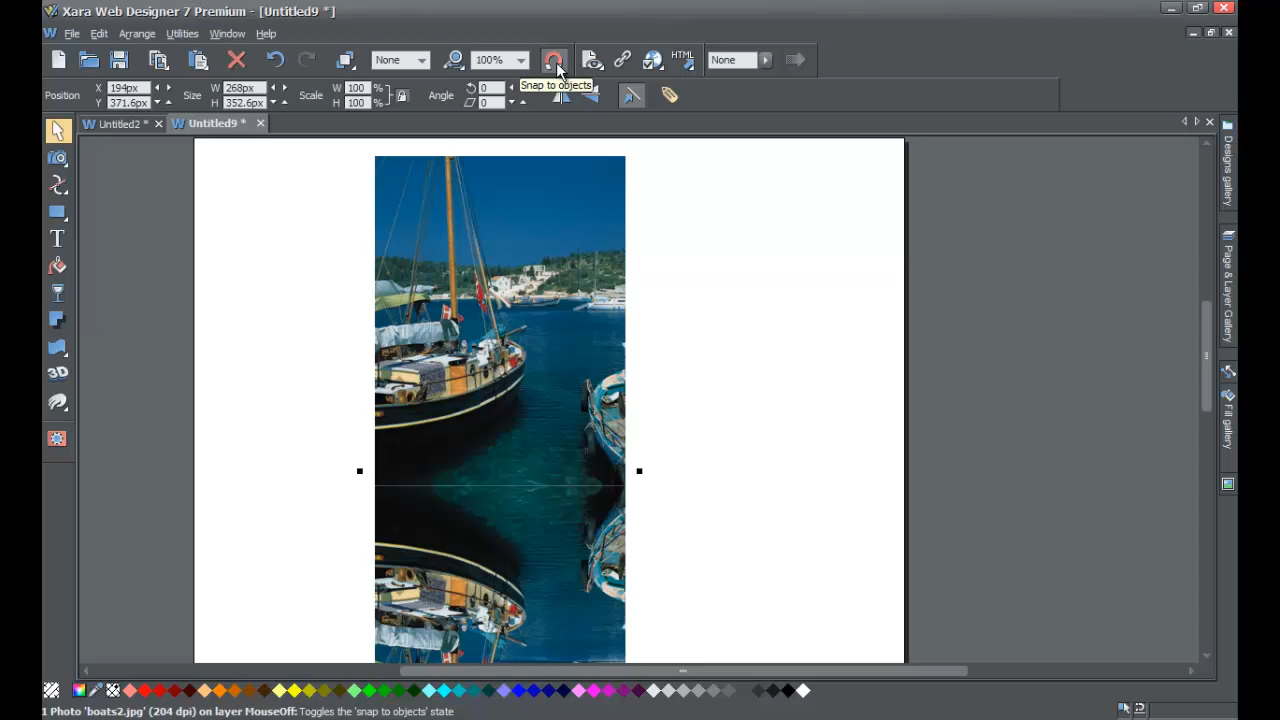 Xara Web Designer 7 Premium - [Untitled9 *]
File Edit Arrange Utilities Window Help
None 100% HTML None
Snap to objects
Position X 194px Size W 268px Scale W 100 % Angle 0
Y 371.6px H 352.6px H 100 % 0
Untitled2 * Untitled9 *
Designs gallery
Page & Layer Gallery
Fill gallery
T
3D
1 Photo 'boats2.jpg' (204 dpi) on layer MouseOff: Toggles the 'snap to objects' state